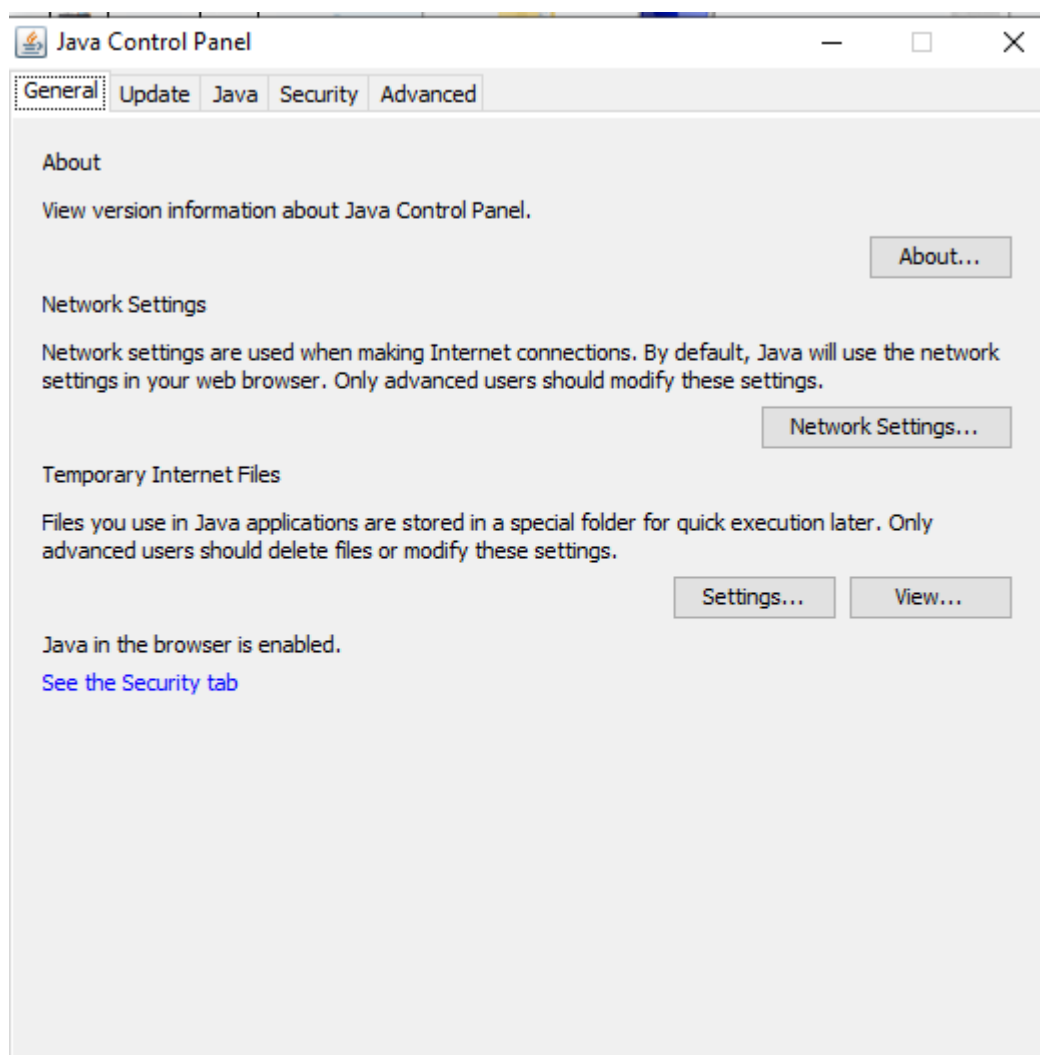 Java Control Panel
General Update Java Security Advanced
About
View version information about Java Control Panel.
About...
Network Settings
Network settings are used when making Internet connections. By default, Java will use the network
settings in your web browser. Only advanced users should modify these settings.
Network Settings...
Temporary Internet Files
Files you use in Java applications are stored in a special folder for quick execution later. Only
advanced users should delete files or modify these settings.
Settings... View...
Java in the browser is enabled.
See the Security tab